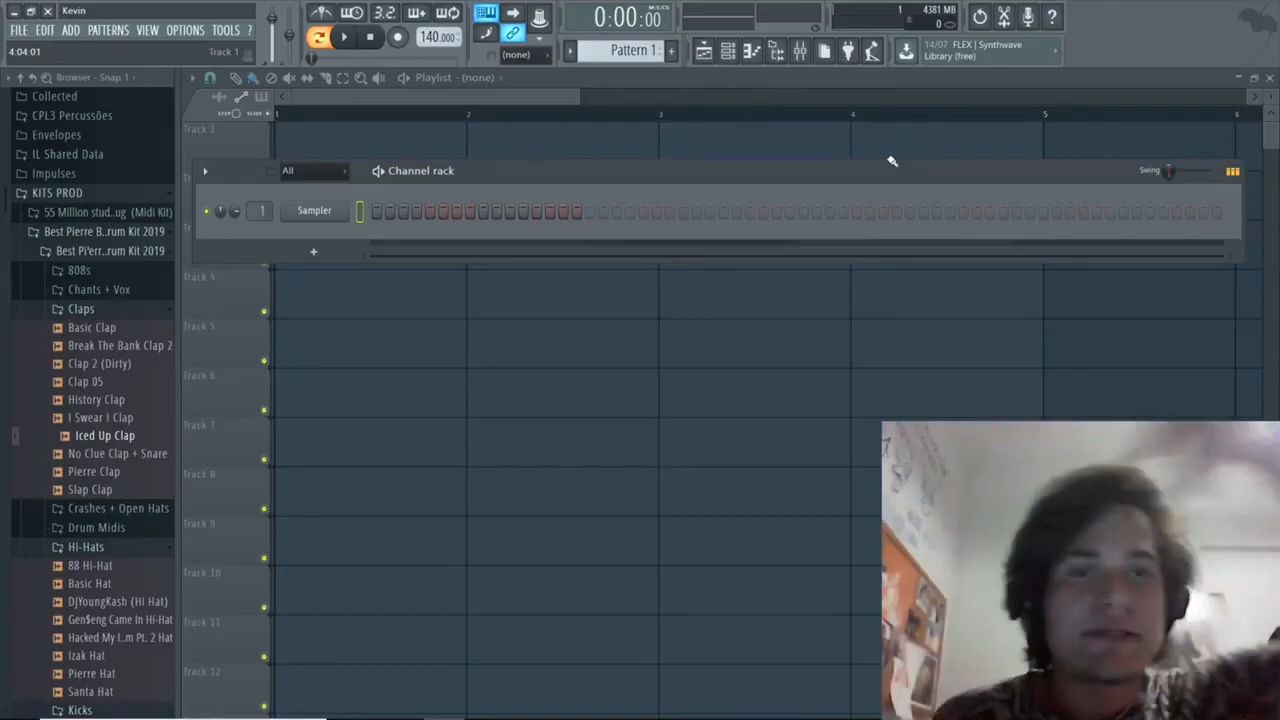 Kevin
FILE EDIT ADD PATTERNS VIEW OPTIONS TOOLS ?
4:04:01
Track 1
3.2
140.000
0:00:00
M:S:CS
(none)
Pattern 1
1
4381 MB
0
14/07 FLEX | Synthwave
Library (free)
Browser - Snap 1
Playlist - (none)
Collected
CPL3 Percussões
Envelopes
IL Shared Data
Impulses
KITS PROD
55 Million stud..ug (Midi Kit)
Best Pierre B..rum Kit 2019
Best Pi'err..rum Kit 2019
808s
Chants + Vox
Claps
Basic Clap
Break The Bank Clap 2
Clap 2 (Dirty)
Clap 05
History Clap
I Swear I Clap
Iced Up Clap
No Clue Clap + Snare
Pierre Clap
Slap Clap
Crashes + Open Hats
Drum Midis
Hi-Hats
88 Hi-Hat
Basic Hat
DJYoungKash (Hi Hat)
Gen$eng Came In Hi-Hat
Hacked My I..m Pt. 2 Hat
Izak Hat
Pierre Hat
Santa Hat
Kicks
STEP SLIDE
1 2 3 4 5 6
Track 1
All
Channel rack
Swing
1
Sampler
+
Track 4
Track 5
Track 6
Track 7
Track 8
Track 9
Track 10
Track 11
Track 12